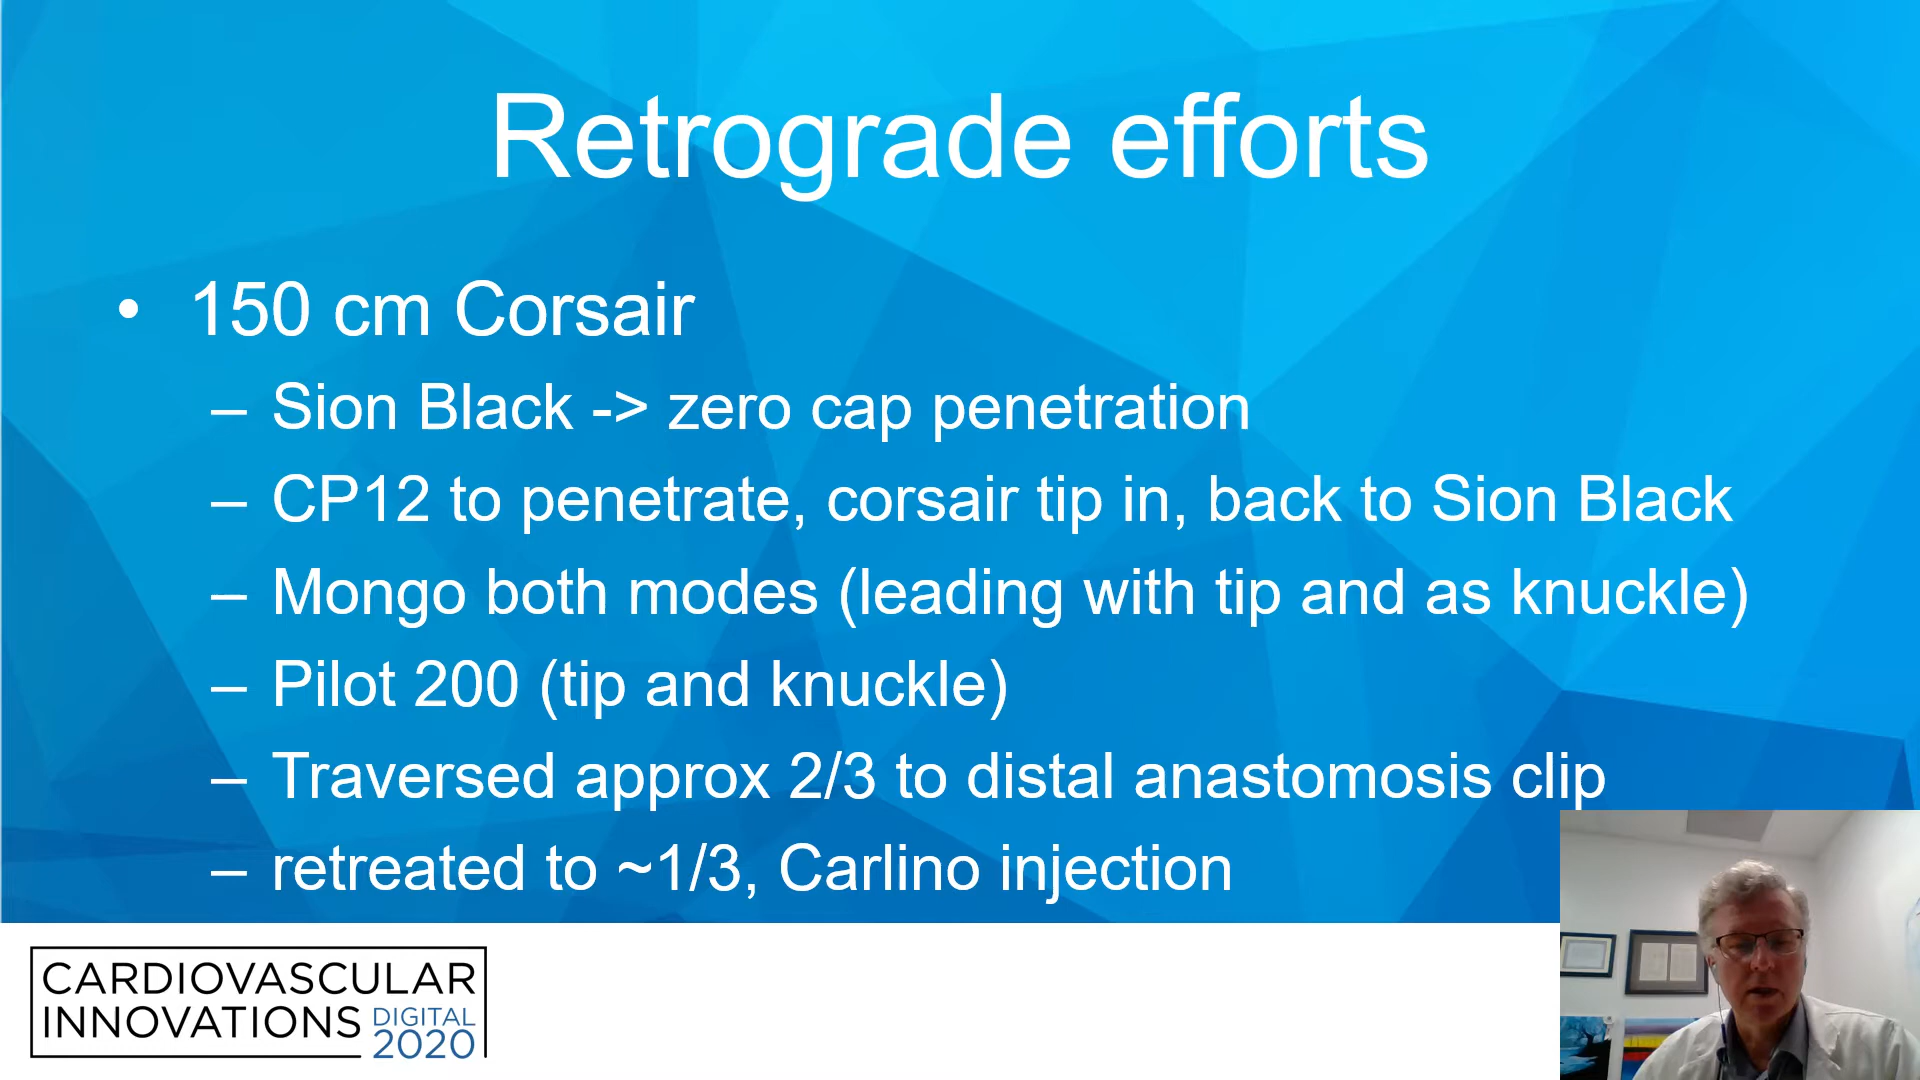 Retrograde efforts
• 150 cm Corsair
– Sion Black -> zero cap penetration
– CP12 to penetrate, corsair tip in, back to Sion Black
– Mongo both modes (leading with tip and as knuckle)
– Pilot 200 (tip and knuckle)
– Traversed approx 2/3 to distal anastomosis clip
– retreated to ~1/3, Carlino injection
CARDIOVASCULAR
INNOVATIONS DIGITAL
2020